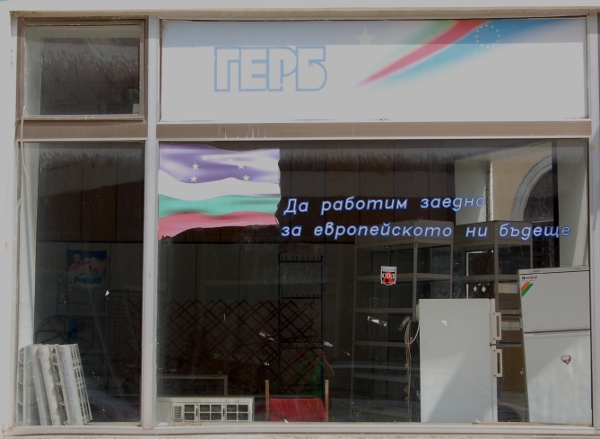 ГЕРБ
Да работим заедно
за европейското ни бъдеще